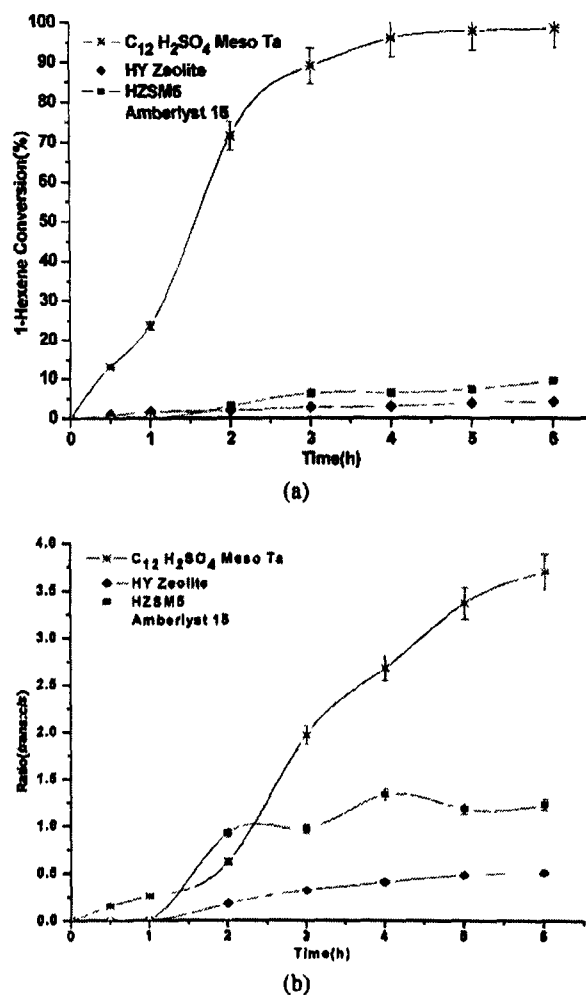 100
90
80
70
60
50
40
30
20
10
0
1-Hexene Conversion(%)
C12 H2SO4 Meso Ta
HY Zeolite
HZSM5
Amberlyst 15
0 1 2 3 4 5 6
Time(h)
(a)
4.0
3.5
3.0
2.5
2.0
1.5
1.0
0.5
0.0
Ratio(trans:cis)
C12 H2SO4 Meso Ta
HY Zeolite
HZSM5
Amberlyst 15
0 1 2 3 4 5 6
Time(h)
(b)